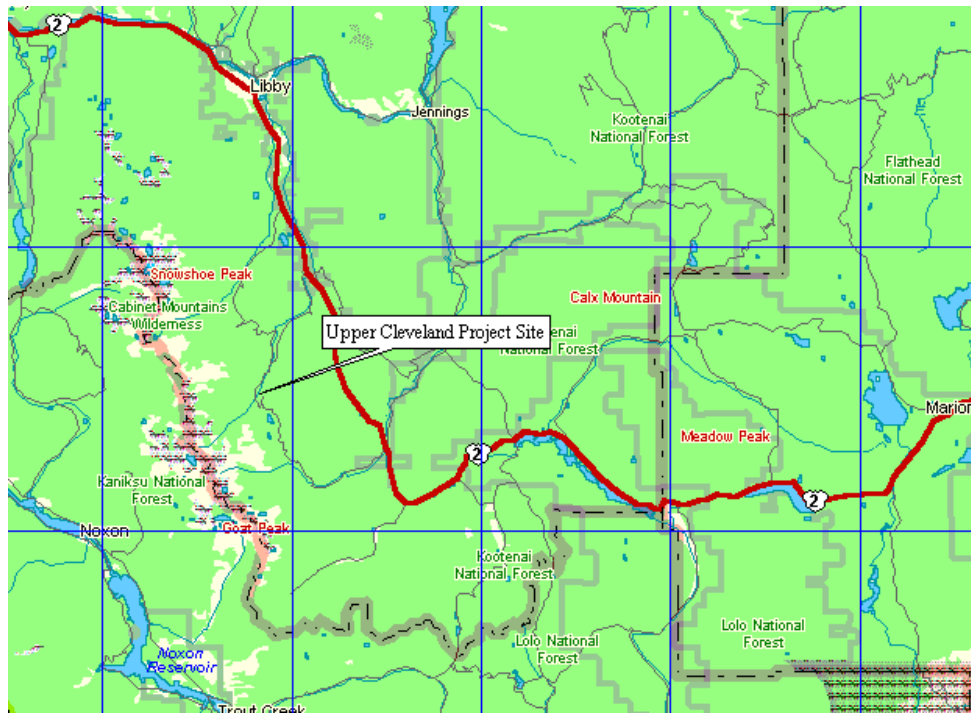 2
Libby
Jennings
Kootenai
National Forest
Flathead
National Forest
Snowshoe Peak
Cabinet Mountains
Wilderness
Calx Mountain
Upper Cleveland Project Site
National Forest
Marion
Meadow Peak
2
Kaniksu National
Forest
2
Noxon
Goat Peak
Kootenai
National Forest
Lolo National
Forest
Lolo National
Forest
Noxon
Reservoir
Trout Creek